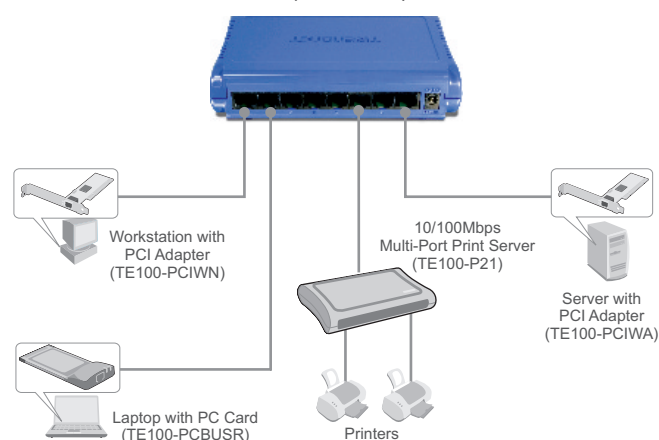 Workstation with
PCI Adapter
(TE100-PCIWN)
10/100Mbps
Multi-Port Print Server
(TE100-P21)
Server with
PCI Adapter
(TE100-PCIWA)
Laptop with PC Card
(TE100-PCBUSR)
Printers